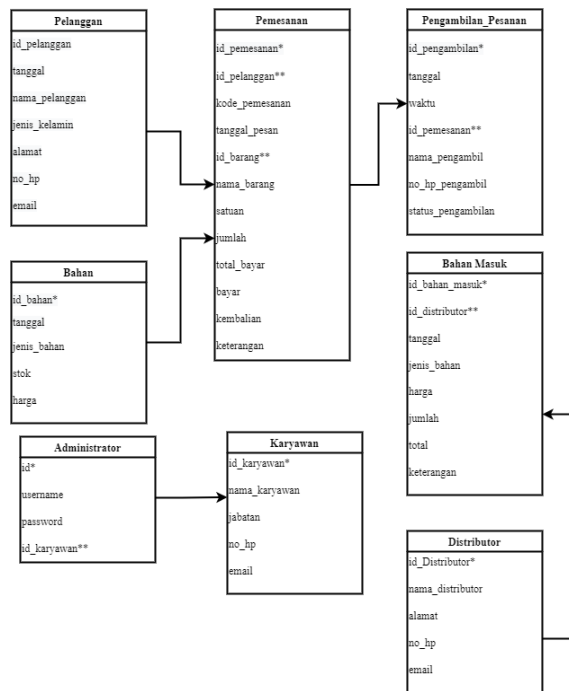 Pelanggan
id_pelanggan
tanggal
nama_pelanggan
jenis_kelamin
alamat
no_hp
email
Pemesanan
id_pemesanan*
id_pelanggan**
kode_pemesanan
tanggal_pesan
id_barang**
nama_barang
satuan
jumlah
total_bayar
bayar
kembalian
keterangan
Pengambilan_Pesanan
id_pengambilan*
tanggal
waktu
id_pemesanan**
nama_pengambil
no_hp_pengambil
status_pengambilan
Bahan
id_bahan*
tanggal
jenis_bahan
stok
harga
Bahan Masuk
id_bahan_masuk*
id_distributor**
tanggal
jenis_bahan
harga
jumlah
total
keterangan
Administrator
id*
username
password
id_karyawan**
Karyawan
id_karyawan*
nama_karyawan
jabatan
no_hp
email
Distributor
id_Distributor*
nama_distributor
alamat
no_hp
email